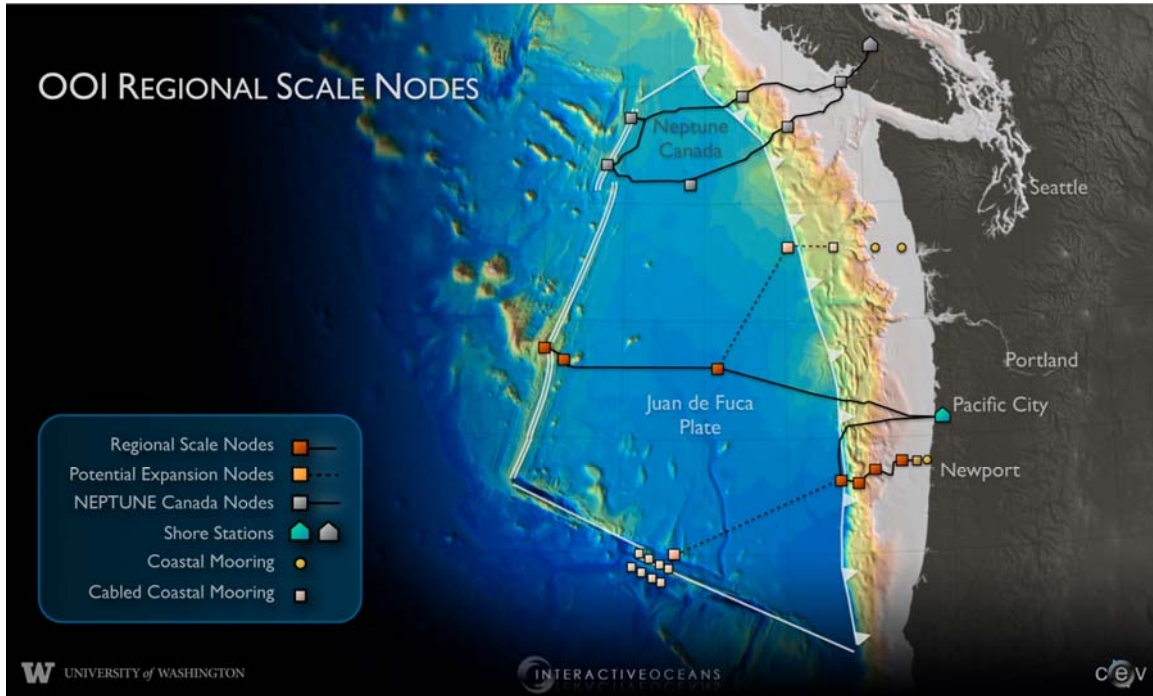 OOI REGIONAL SCALE NODES
Neptune
Canada
Seattle
Portland
Juan de Fuca
Plate
Pacific City
Newport
Regional Scale Nodes
Potential Expansion Nodes
NEPTUNE Canada Nodes
Shore Stations
Coastal Mooring
Cabled Coastal Mooring
W UNIVERSITY of WASHINGTON
INTERACTIVEOCEANS
cev